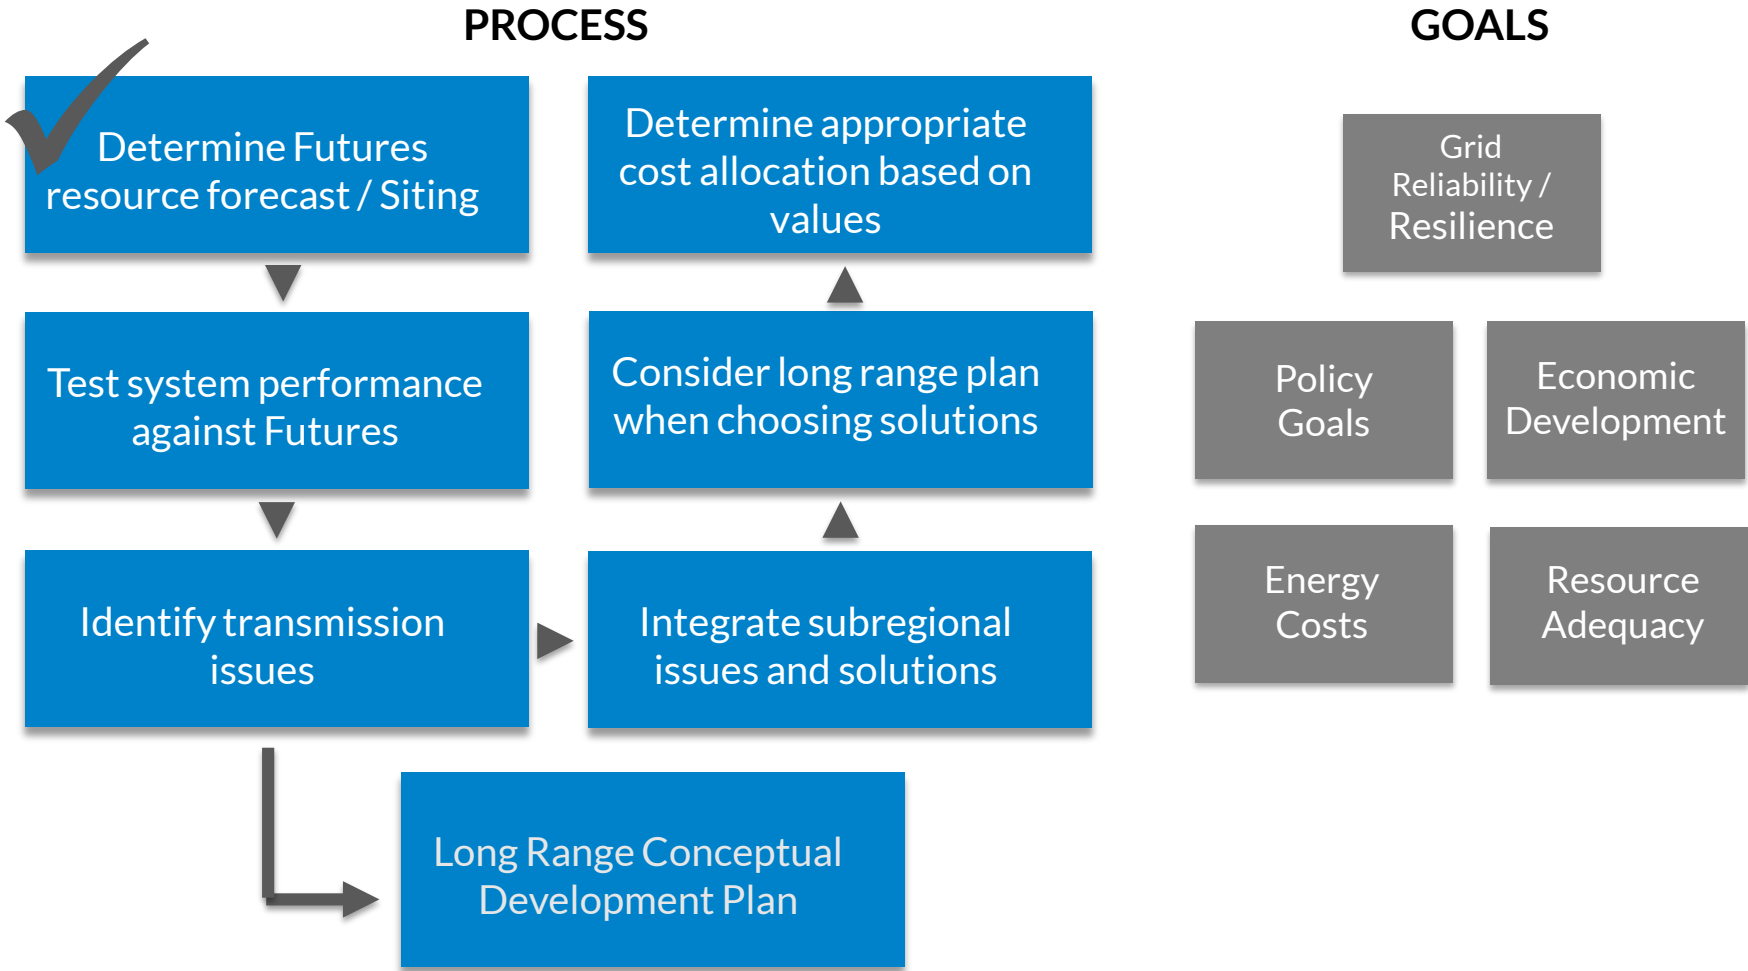 PROCESS
Determine Futures
resource forecast / Siting
Test system performance
against Futures
Identify transmission
issues
Long Range Conceptual
Development Plan
Integrate subregional
issues and solutions
Consider long range plan
when choosing solutions
Determine appropriate
cost allocation based on
values
GOALS
Grid
Reliability /
Resilience
Policy
Goals
Economic
Development
Energy
Costs
Resource
Adequacy